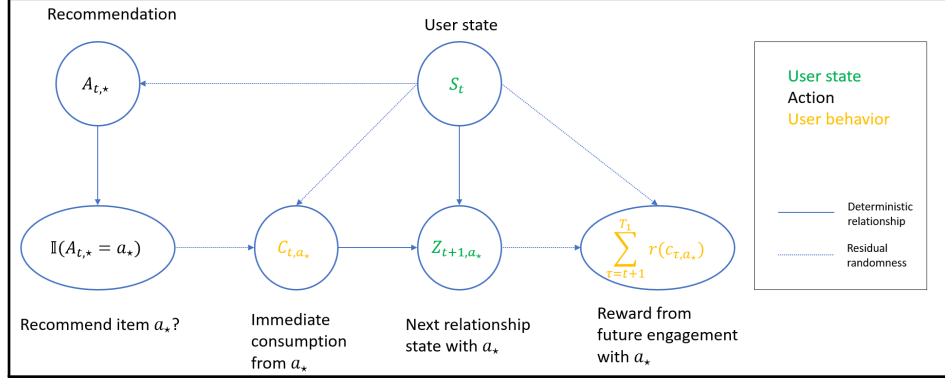 Recommendation
User state
A_{t,⋆}
S_t
User state
Action
User behavior
Deterministic
relationship
Residual
randomness
𝕀(A_{t,⋆} = a_⋆)
C_{t,a_⋆}
Z_{t+1,a_⋆}
∑_{τ=t+1}^{T_1} r(c_{τ,a_⋆})
Recommend item a_⋆?
Immediate
consumption
from a_⋆
Next relationship
state with a_⋆
Reward from
future engagement
with a_⋆